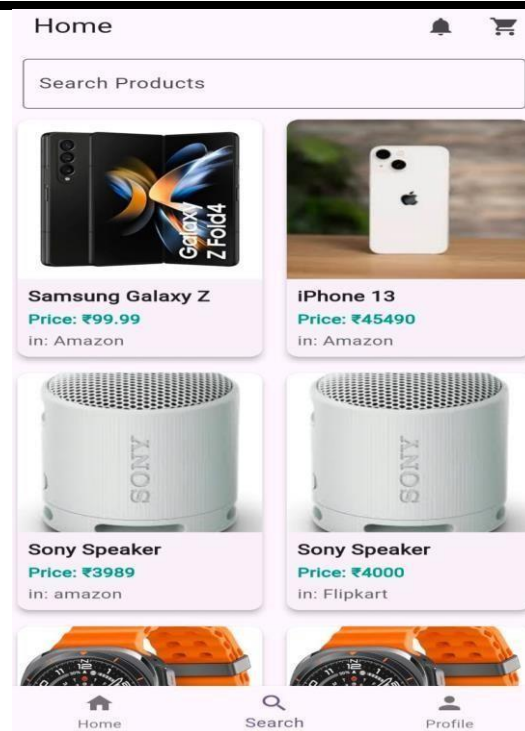 Home
Search Products
Galaxy
Z Fold4
Samsung Galaxy Z
Price: ₹99.99
in: Amazon
iPhone 13
Price: ₹45490
in: Amazon
SONY
SONY
Sony Speaker
Price: ₹3989
in: amazon
Sony Speaker
Price: ₹4000
in: Flipkart
Home
Search
Profile